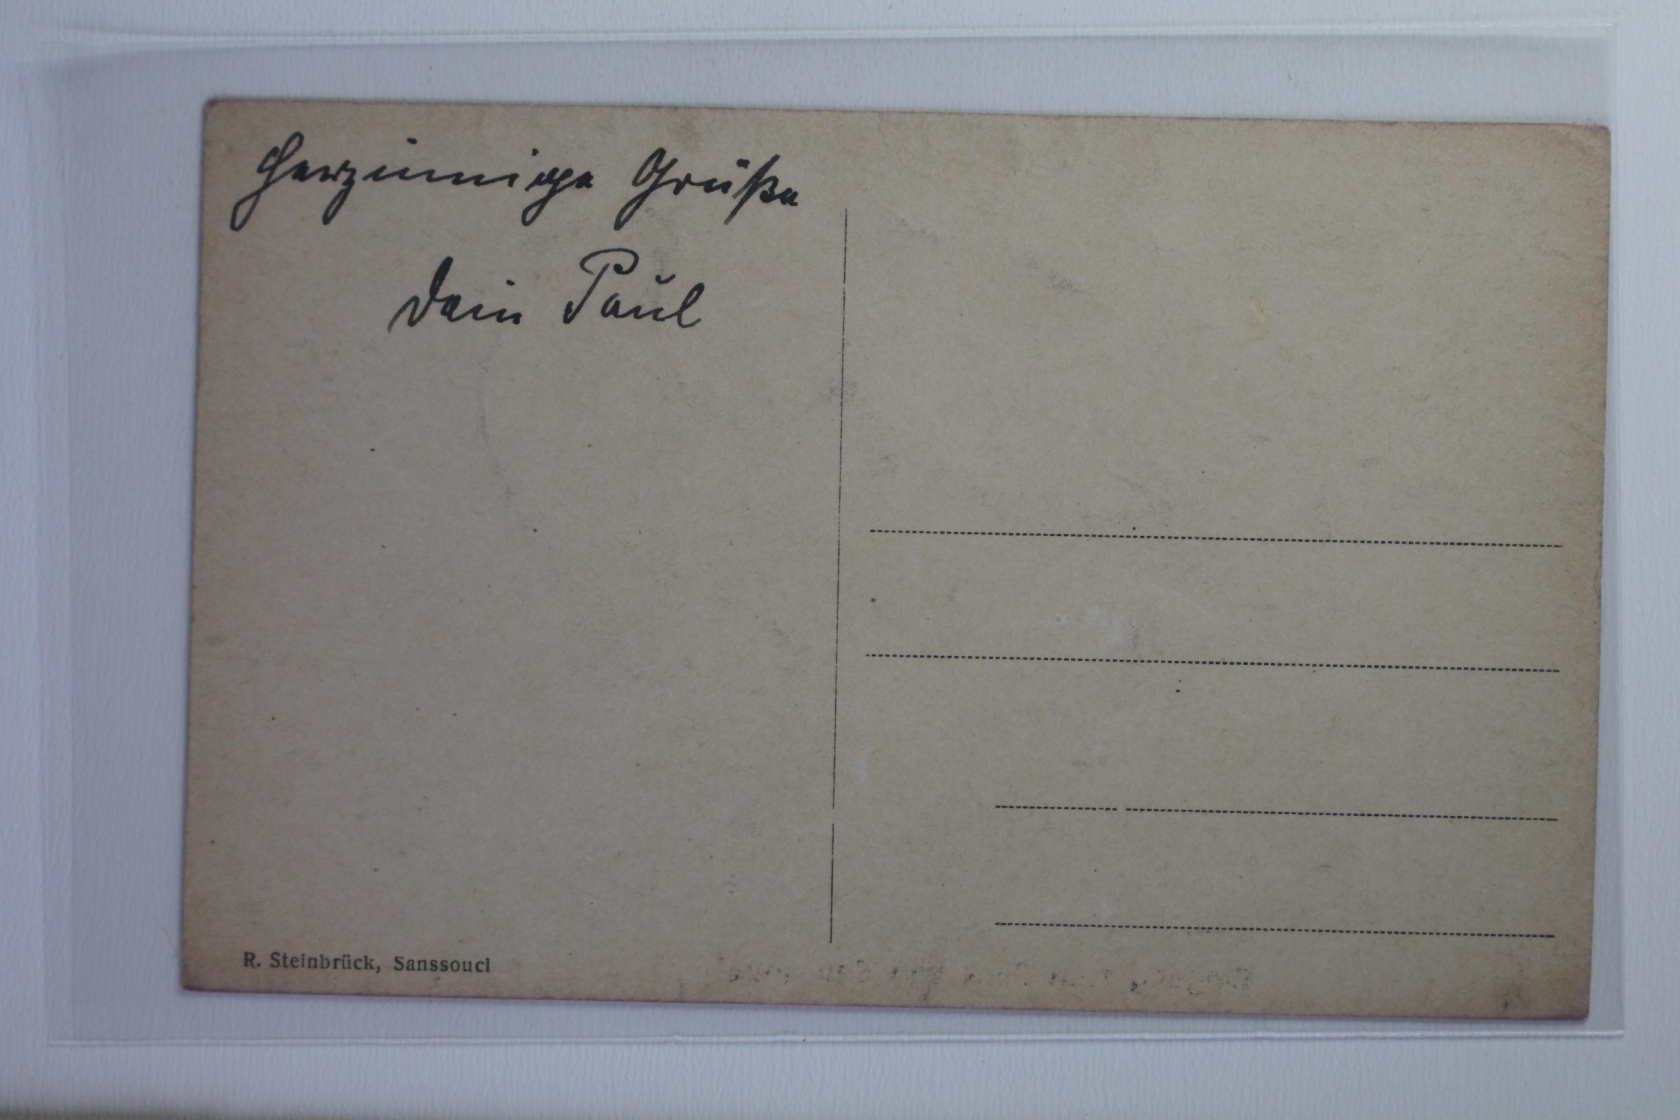 Herzinnige Grüße
Dein Paul
R. Steinbrück, Sanssouci